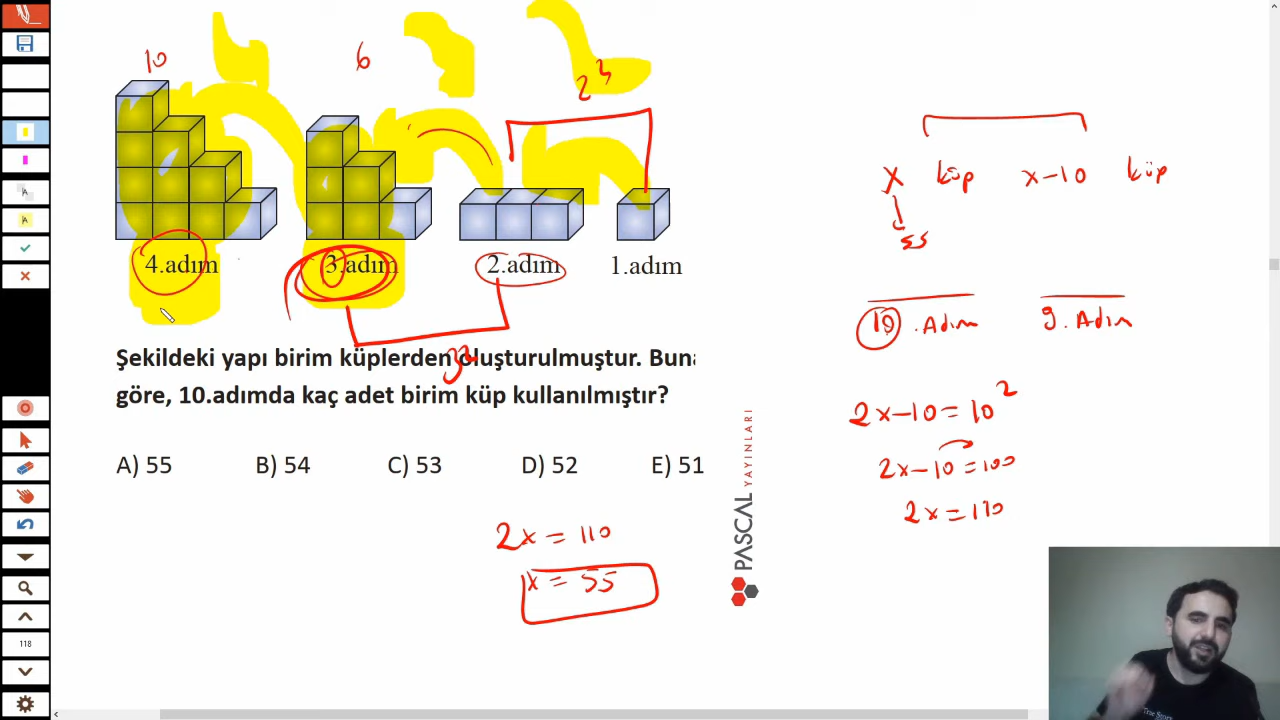 10
6
2 3
4.adım
3.adım
2.adım
1.adım
32
Şekildeki yapı birim küplerden oluşturulmuştur. Buna
göre, 10.adımda kaç adet birim küp kullanılmıştır?
A) 55 B) 54 C) 53 D) 52 E) 51
2x = 110
x = 55
PASCAL YAYINLARI
x küp x-10 küp
55
10 .Adım 9. Adım
2x-10 = 10²
2x-10 = 100
2x = 110
118
A
A